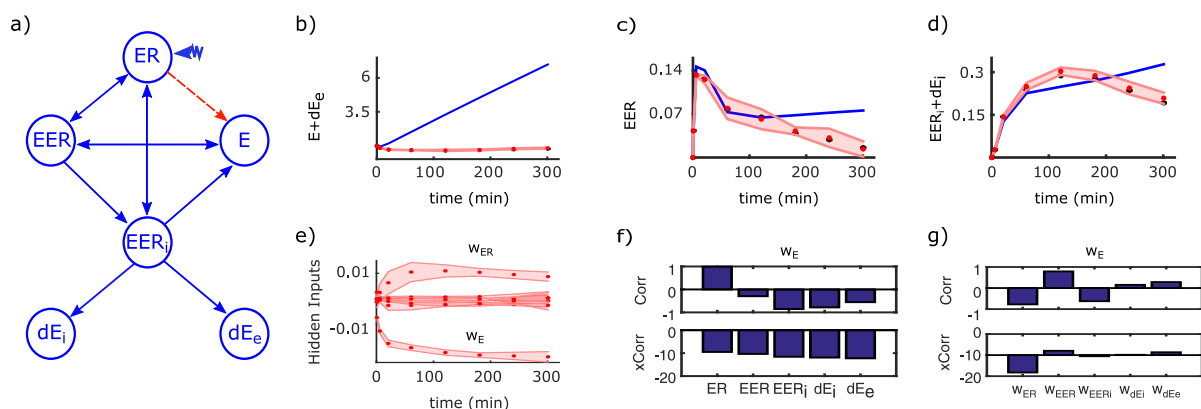 a)
ER
EER
E
EER_i
dE_i
dE_e
b)
E+dE_e
6
3.5
0 100 200 300
time (min)
c)
EER
0.14
0.07
0 100 200 300
time (min)
d)
EER_i+dE_i
0.3
0.15
0 100 200 300
time (min)
e)
Hidden Inputs
0.01
-0.01
w_ER
w_E
0 100 200 300
time (min)
f)
w_E
Corr
1
0
1
xCorr
0
-10
-20
ER EER EER_i dE_i dE_e
g)
w_E
Corr
1
0
1
xCorr
0
-10
-20
w_ER w_EER w_EERi w_dEi w_dEe